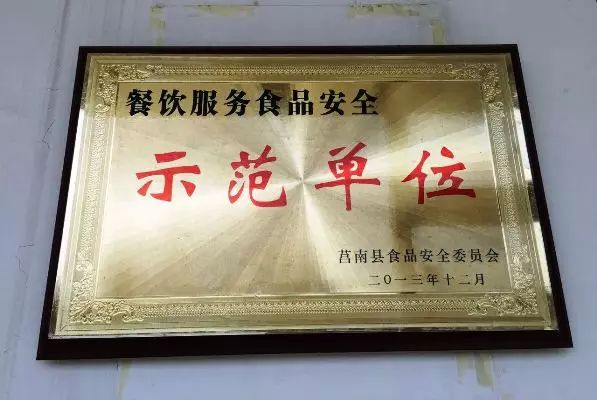 餐饮服务食品安全
示范单位
莒南县食品安全委员会
二〇一三年十二月